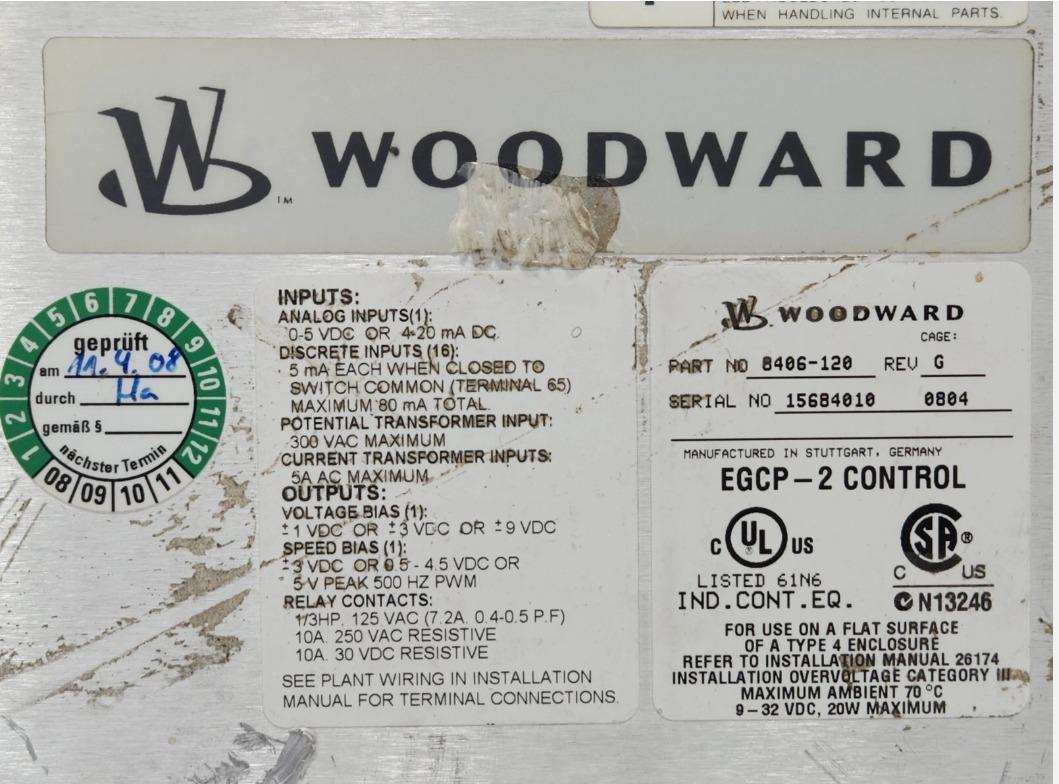 WHEN HANDLING INTERNAL PARTS.
WOODWARD
TM
1 2 3 4 5 6 7 8 9 10 11 12
geprüft
am 11.4.08
durch Ha
gemäß §
nächster Termin
08/09/10/11
INPUTS:
ANALOG INPUTS(1):
0-5 VDC OR 4-20 mA DC.
DISCRETE INPUTS (16):
5 mA EACH WHEN CLOSED TO
SWITCH COMMON (TERMINAL 65)
MAXIMUM 80 mA TOTAL.
POTENTIAL TRANSFORMER INPUT:
300 VAC MAXIMUM
CURRENT TRANSFORMER INPUTS:
5A AC MAXIMUM
OUTPUTS:
VOLTAGE BIAS (1):
±1 VDC OR ±3 VDC OR ±9 VDC
SPEED BIAS (1):
±3 VDC OR 0.5 - 4.5 VDC OR
5 V PEAK 500 HZ PWM
RELAY CONTACTS:
1/3HP. 125 VAC (7.2A. 0.4-0.5 P.F)
10A. 250 VAC RESISTIVE
10A. 30 VDC RESISTIVE
SEE PLANT WIRING IN INSTALLATION
MANUAL FOR TERMINAL CONNECTIONS.
WOODWARD
CAGE:
PART NO 8406-120 REV G
SERIAL NO 15684010 0804
MANUFACTURED IN STUTTGART, GERMANY
EGCP-2 CONTROL
C UL US
LISTED 61N6
IND.CONT.EQ.
SA ®
C US
N13246
FOR USE ON A FLAT SURFACE
OF A TYPE 4 ENCLOSURE
REFER TO INSTALLATION MANUAL 26174
INSTALLATION OVERVOLTAGE CATEGORY III
MAXIMUM AMBIENT 70 °C
9-32 VDC, 20W MAXIMUM